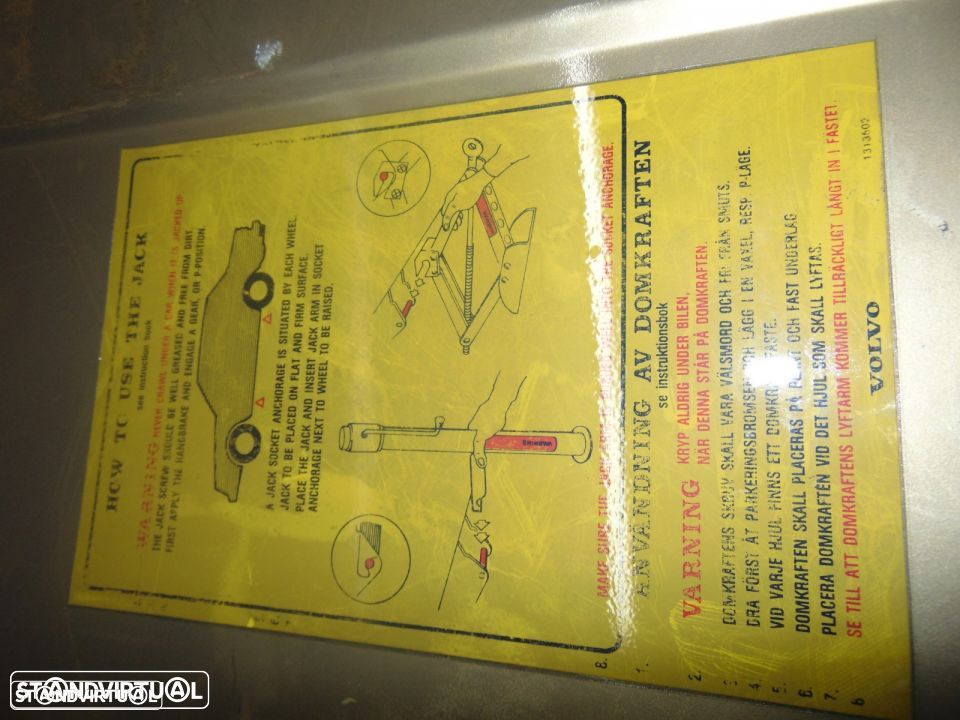 HOW TO USE THE JACK
see instruction book
WARNING NEVER CRAWL UNDER A CAR WHEN IT IS JACKED UP
THE JACK SCREW SHOULD BE WELL GREASED AND FREE FROM DIRT.
FIRST APPLY THE HANDBRAKE AND ENGAGE A GEAR, OR P-POSITION.
A JACK SOCKET ANCHORAGE IS SITUATED BY EACH WHEEL
JACK TO BE PLACED ON FLAT AND FIRM SURFACE.
PLACE THE JACK AND INSERT JACK ARM IN SOCKET
ANCHORAGE NEXT TO WHEEL TO BE RAISED.
WARNING
8. MAKE SURE THE JACK INTO THE SOCKET ANCHORAGE.
ANVÄNDNING AV DOMKRAFTEN
se instruktionsbok
1. VARNING KRYP ALDRIG UNDER BILEN,
NÄR DENNA STÅR PÅ DOMKRAFTEN.
2. DOMKRAFTENS SKRUV SKALL VARA VÄLSMORD OCH FRI FRÅN SMUTS.
3. DRA FÖRST ÅT PARKERINGSBROMSEN OCH LÄGG I EN VÄXEL, RESP P-LÄGE.
4. VID VARJE HJUL FINNS ETT DOMKRAFTSFÄSTE.
5. DOMKRAFTEN SKALL PLACERAS PÅ PLANT OCH FAST UNDERLAG
6. PLACERA DOMKRAFTEN VID DET HJUL SOM SKALL LYFTAS.
7. SE TILL ATT DOMKRAFTENS LYFTARM KOMMER TILLRÄCKLIGT LÅNGT IN I FÄSTET.
8
VOLVO
1313502
STANDVIRTUAL
STANDVIRTUAL